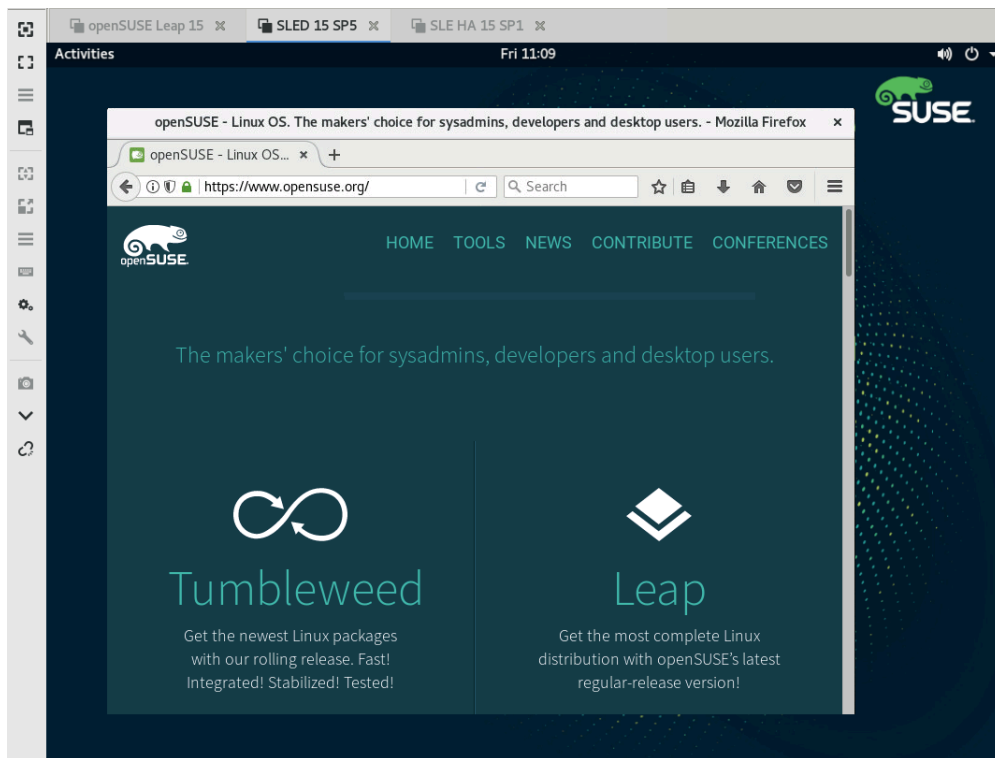 openSUSE Leap 15
SLED 15 SP5
SLE HA 15 SP1
Activities
Fri 11:09
SUSE
openSUSE - Linux OS. The makers' choice for sysadmins, developers and desktop users. - Mozilla Firefox
openSUSE - Linux OS...
https://www.opensuse.org/
Search
openSUSE
HOME TOOLS NEWS CONTRIBUTE CONFERENCES
The makers' choice for sysadmins, developers and desktop users.
Tumbleweed
Get the newest Linux packages
with our rolling release. Fast!
Integrated! Stabilized! Tested!
Leap
Get the most complete Linux
distribution with openSUSE's latest
regular-release version!